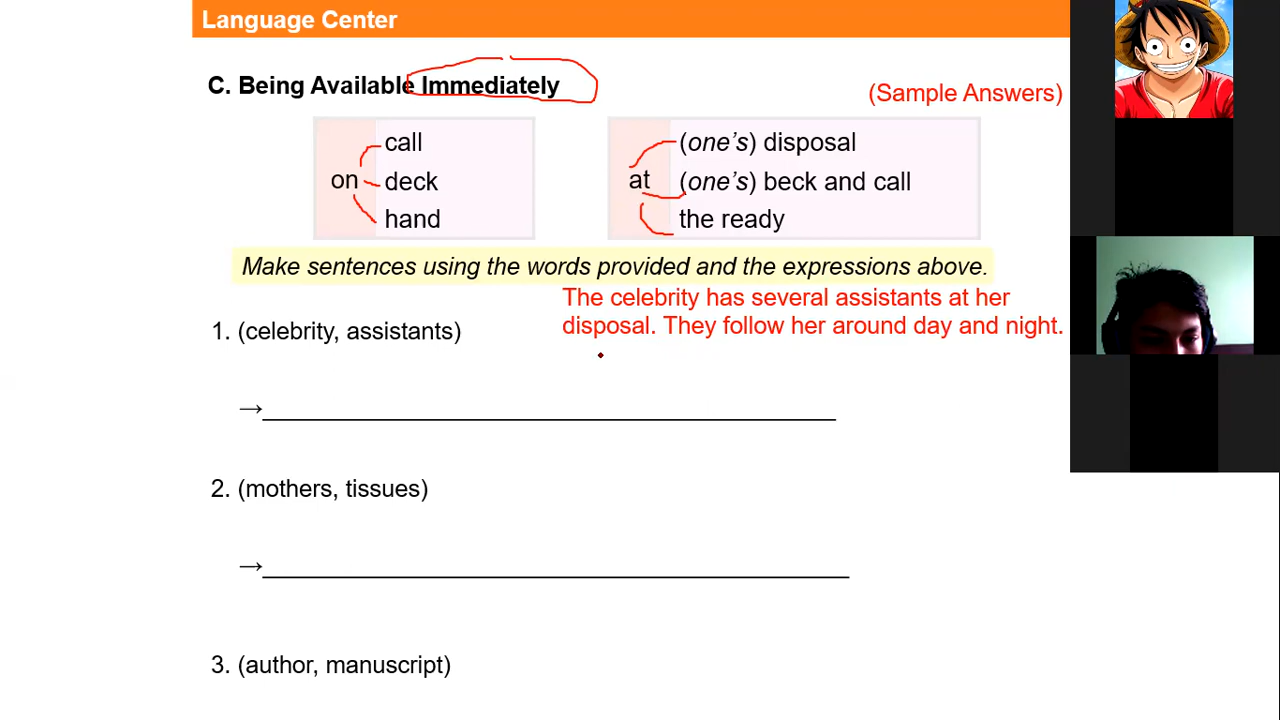 Language Center
C. Being Available Immediately
(Sample Answers)
on
call
deck
hand
at
(one's) disposal
(one's) beck and call
the ready
Make sentences using the words provided and the expressions above.
The celebrity has several assistants at her
disposal. They follow her around day and night.
1. (celebrity, assistants)
→
2. (mothers, tissues)
→
3. (author, manuscript)